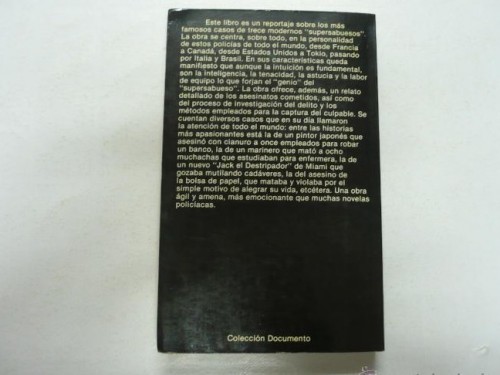 Este libro es un reportaje sobre los más
famosos casos de trece modernos "supersabuesos".
La obra se centra, sobre todo, en la personalidad
de estos policías de todo el mundo, desde Francia
a Canadá, desde Estados Unidos a Tokio, pasando
por Italia y Brasil. En sus características queda
manifiesto que aunque la intuición es fundamental,
son la inteligencia, la tenacidad, la astucia y la labor
de equipo lo que forjan el "genio" del
"supersabueso". La obra ofrece, además, un relato
detallado de los asesinatos cometidos, así como
del proceso de investigación del delito y los
métodos empleados para la captura del culpable. Se
cuentan diversos casos que en su día llamaron
la atención de todo el mundo: entre las historias
más apasionantes está la de un pintor japonés que
asesinó con cianuro a once empleados para robar
un banco, la de un marinero que mató a ocho
muchachas que estudiaban para enfermera, la de
un nuevo "Jack el Destripador" de Miami que
gozaba mutilando cadáveres, la del asesino de
la bolsa de papel, que mataba y violaba por el
simple motivo de alegrar su vida, etcétera. Una obra
ágil y amena, más emocionante que muchas novelas
policíacas.
Colección Documento